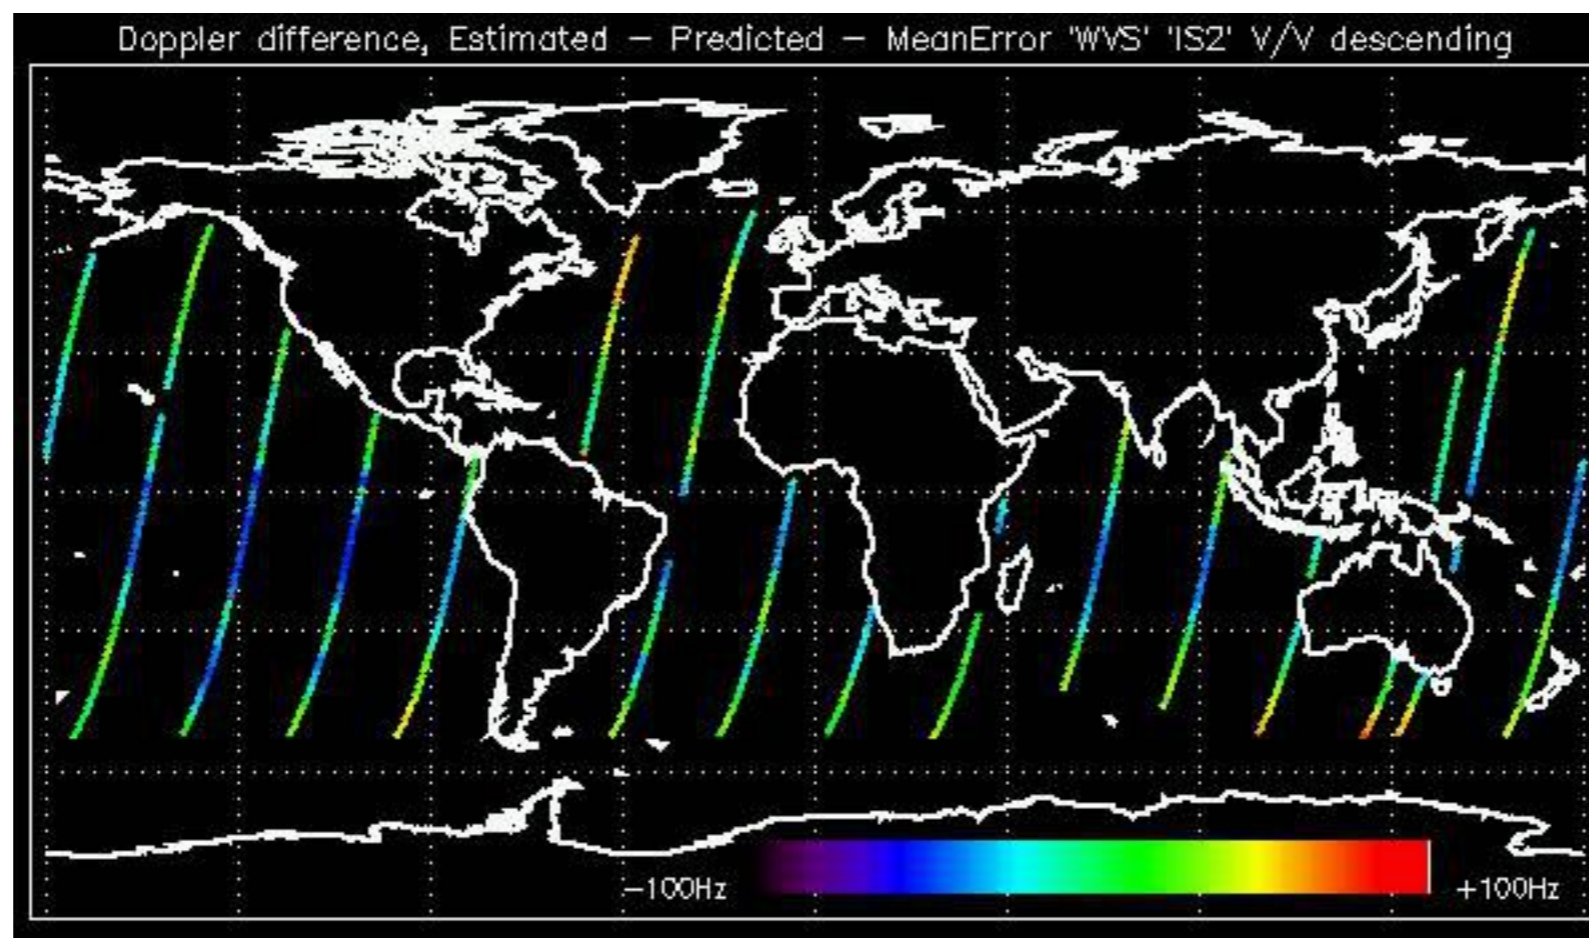 Doppler difference, Estimated – Predicted – MeanError 'WVS' 'IS2' V/V descending
–100Hz
+100Hz